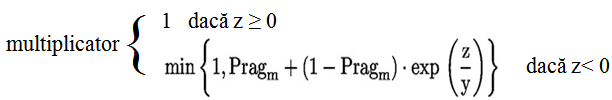 multiplicator { 1 dacă z ≥ 0
min{1, Prag_m + (1 − Prag_m) · exp (z/y)} dacă z< 0